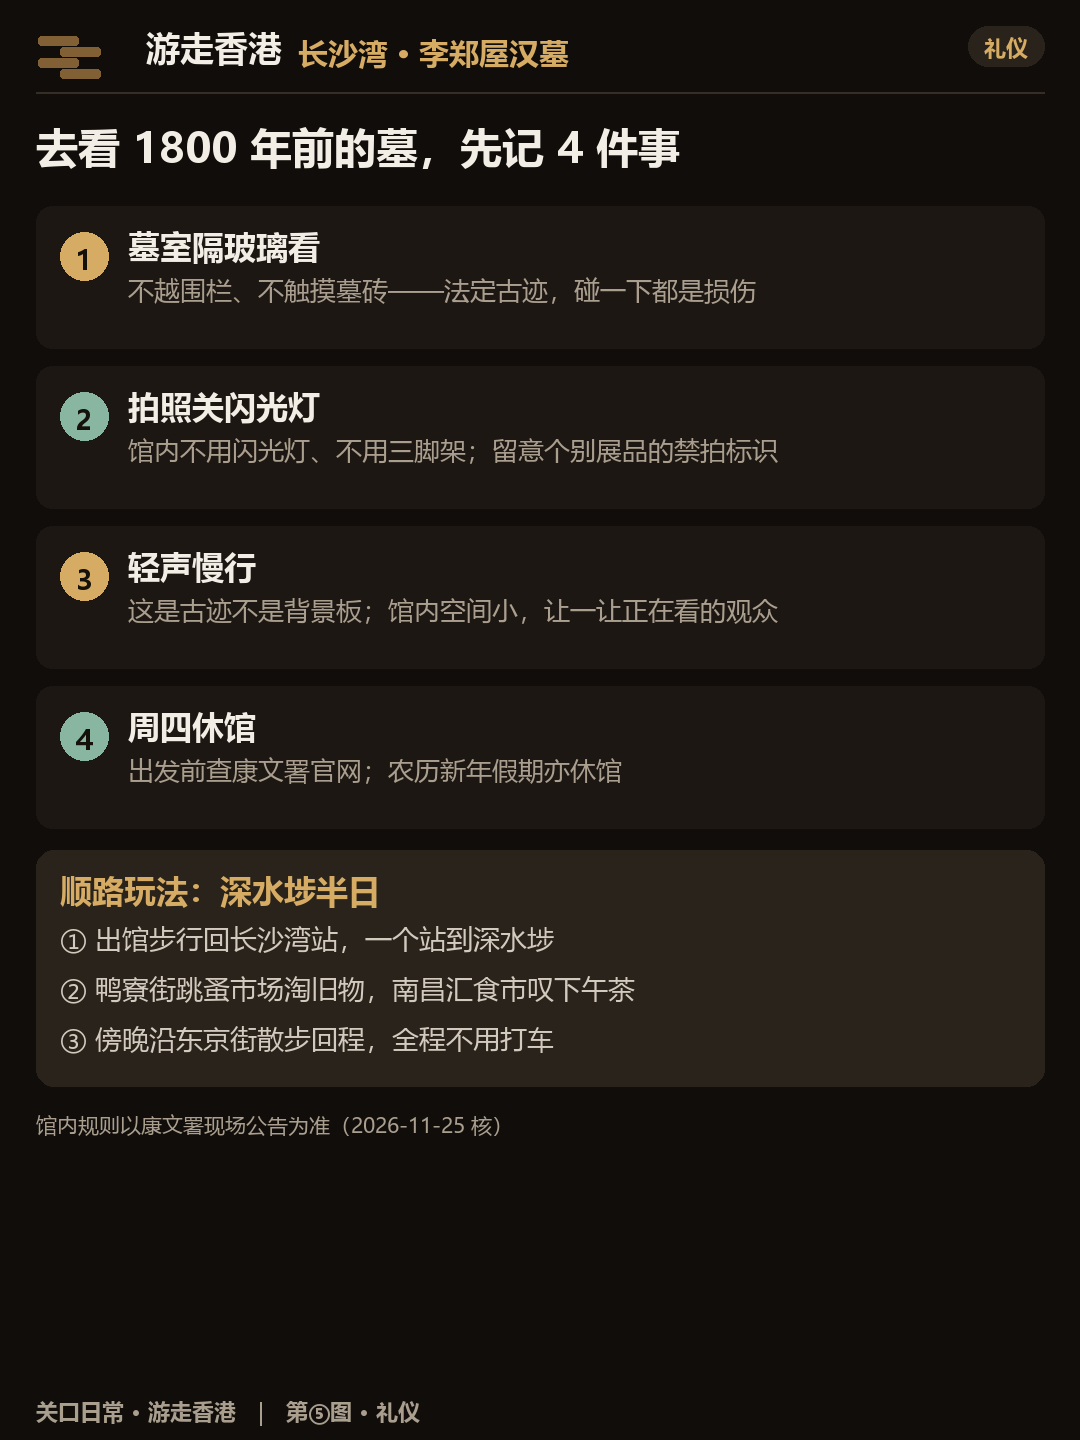 游走香港 长沙湾·李郑屋汉墓
礼仪
去看 1800 年前的墓，先记 4 件事
1
墓室隔玻璃看
不越围栏、不触摸墓砖——法定古迹，碰一下都是损伤
2
拍照关闪光灯
馆内不用闪光灯、不用三脚架；留意个别展品的禁拍标识
3
轻声慢行
这是古迹不是背景板；馆内空间小，让一让正在看的观众
4
周四休馆
出发前查康文署官网；农历新年假期亦休馆
顺路玩法：深水埗半日
① 出馆步行回长沙湾站，一个站到深水埗
② 鸭寮街跳蚤市场淘旧物，南昌汇食市叹下午茶
③ 傍晚沿东京街散步回程，全程不用打车
馆内规则以康文署现场公告为准（2026-11-25 核）
关口日常·游走香港 ｜ 第⑤图·礼仪